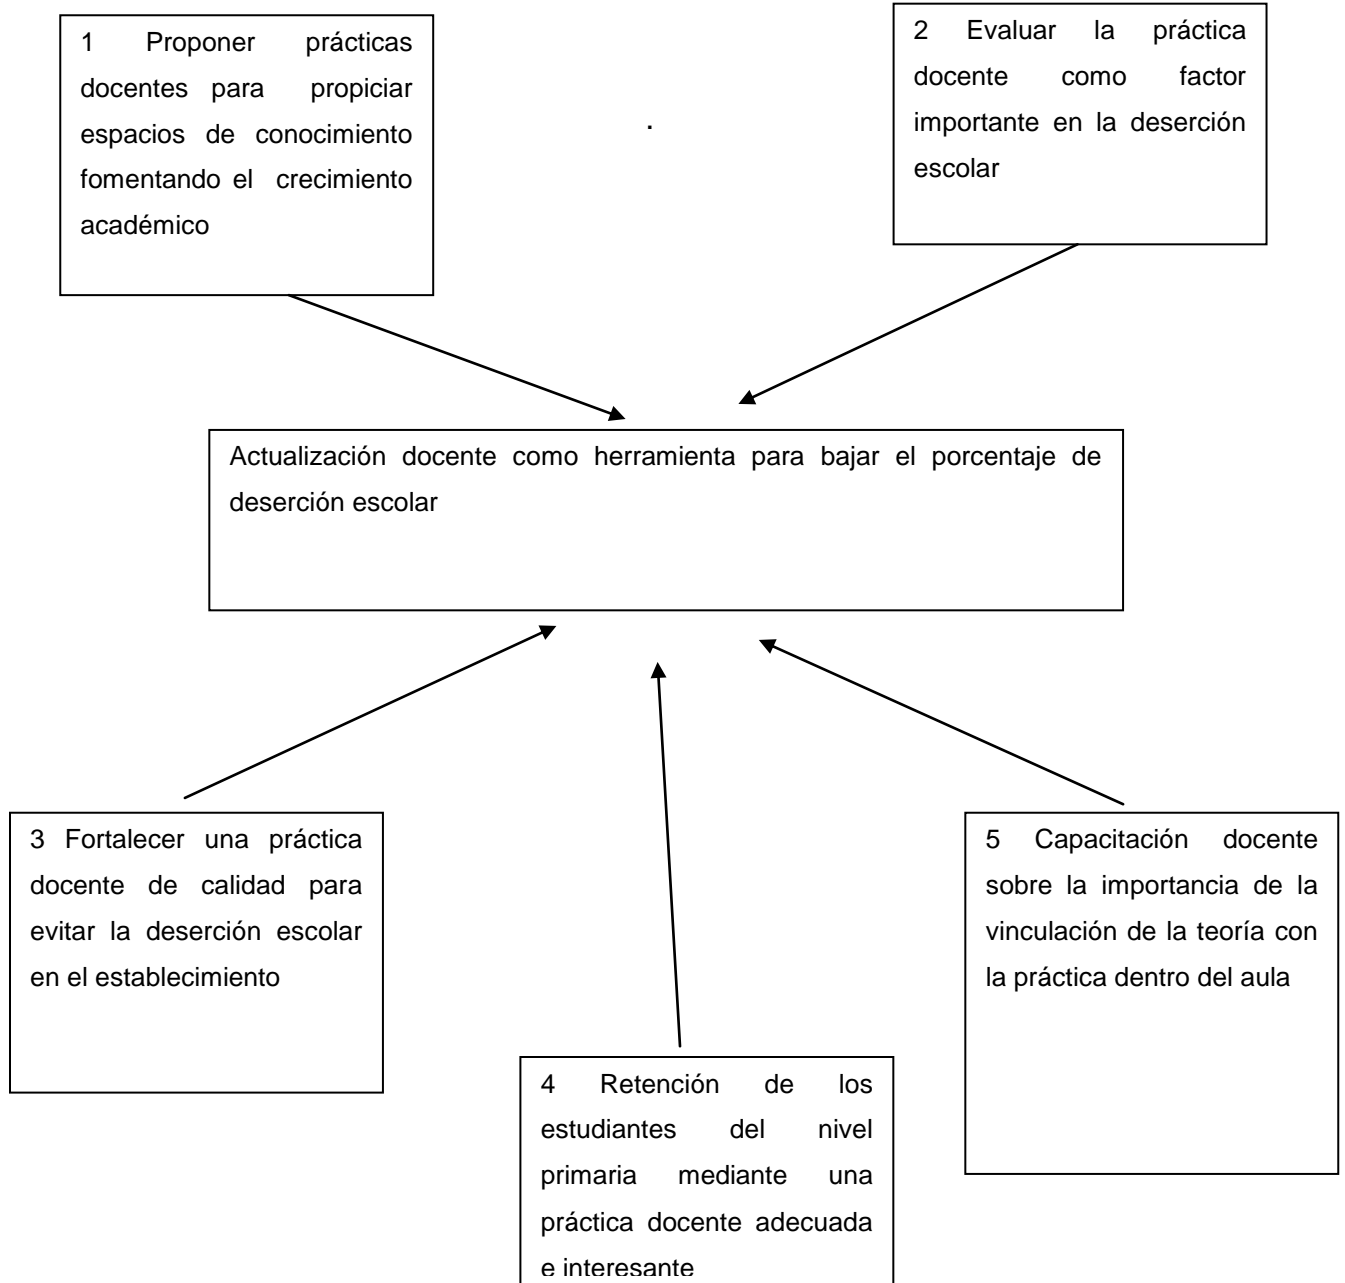 1 Proponer prácticas
docentes para propiciar
espacios de conocimiento
fomentando el crecimiento
académico
2 Evaluar la práctica
docente como factor
importante en la deserción
escolar
.
Actualización docente como herramienta para bajar el porcentaje de
deserción escolar
3 Fortalecer una práctica
docente de calidad para
evitar la deserción escolar
en el establecimiento
4 Retención de los
estudiantes del nivel
primaria mediante una
práctica docente adecuada
e interesante
5 Capacitación docente
sobre la importancia de la
vinculación de la teoría con
la práctica dentro del aula